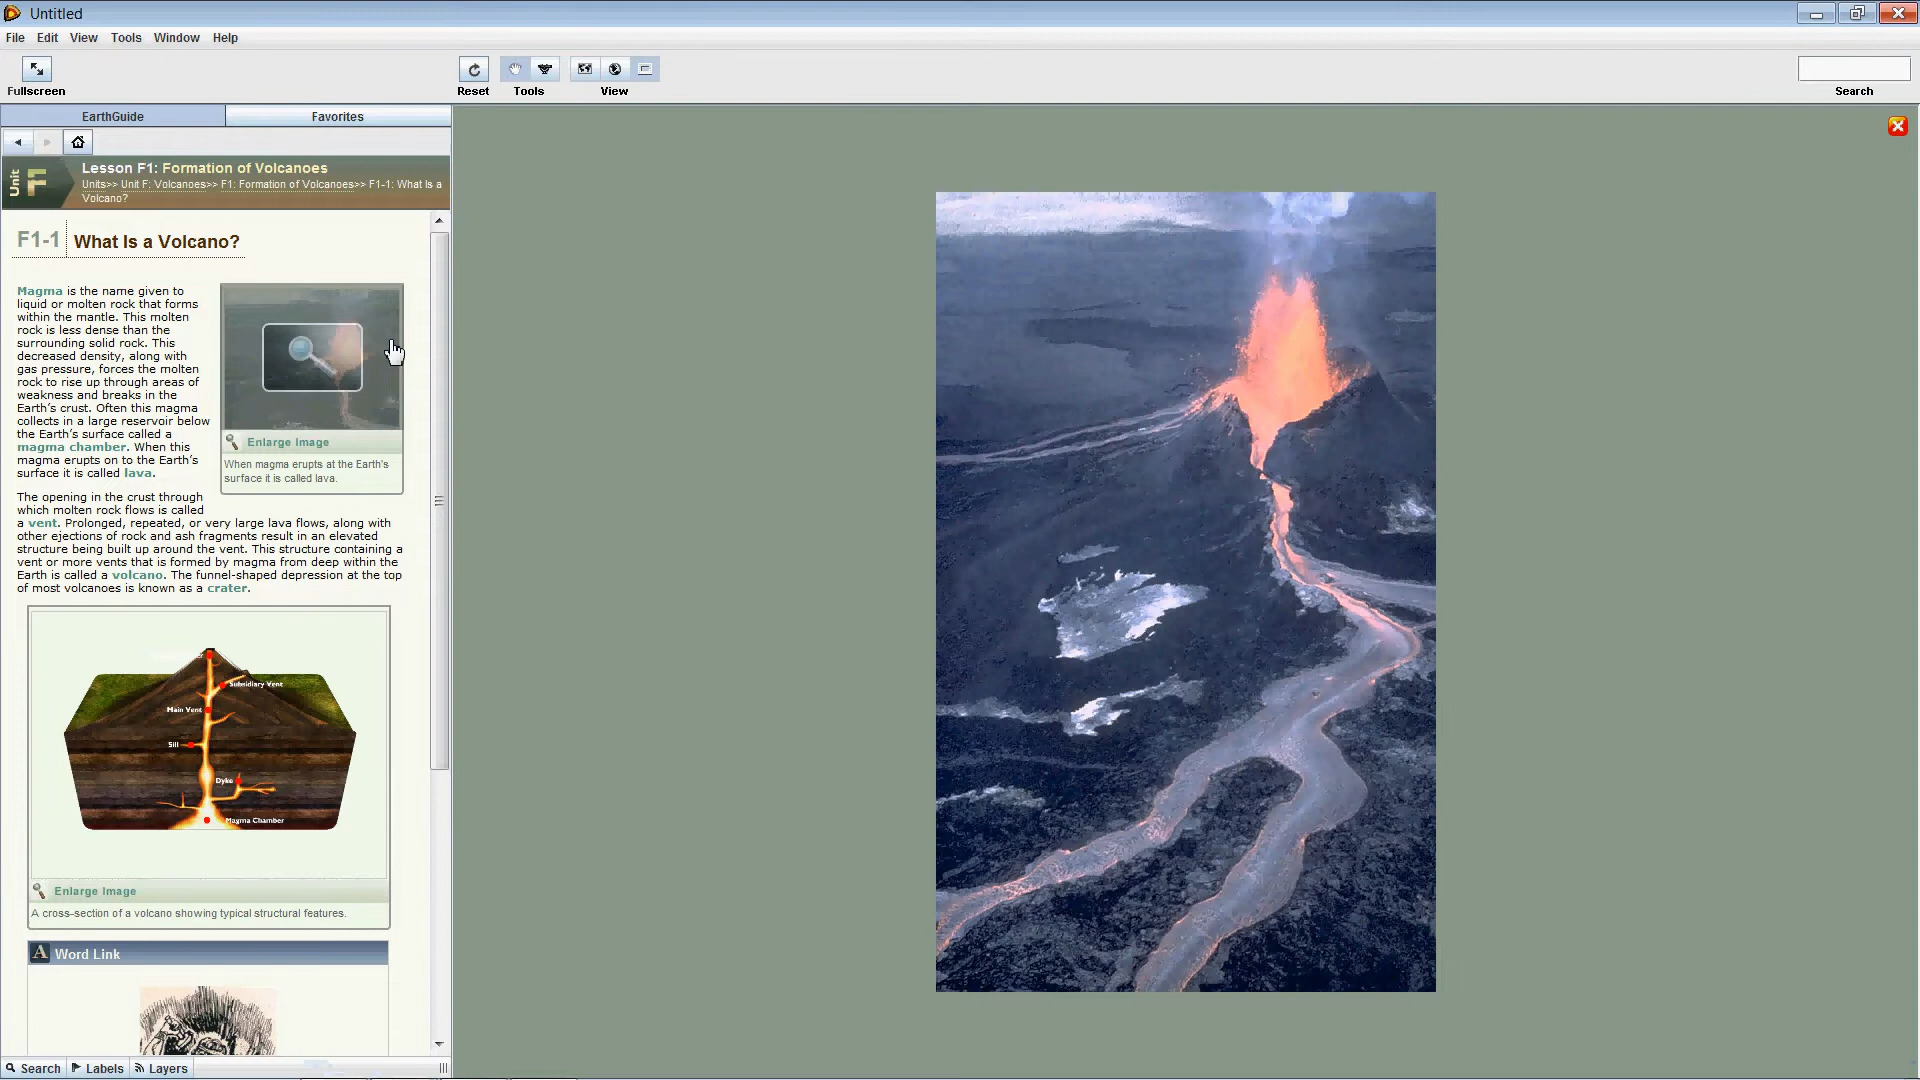 Untitled
File Edit View Tools Window Help
Fullscreen
Reset
Tools
View
Search
EarthGuide
Favorites
Unit F
Lesson F1: Formation of Volcanoes
Units>> Unit F: Volcanoes>> F1: Formation of Volcanoes>> F1-1: What Is a
Volcano?
F1-1 What Is a Volcano?
Magma is the name given to
liquid or molten rock that forms
within the mantle. This molten
rock is less dense than the
surrounding solid rock. This
decreased density, along with
gas pressure, forces the molten
rock to rise up through areas of
weakness and breaks in the
Earth's crust. Often this magma
collects in a large reservoir below
the Earth's surface called a
magma chamber. When this
magma erupts on to the Earth's
surface it is called lava.
Enlarge Image
When magma erupts at the Earth's
surface it is called lava.
The opening in the crust through
which molten rock flows is called
a vent. Prolonged, repeated, or very large lava flows, along with
other ejections of rock and ash fragments result in an elevated
structure being built up around the vent. This structure containing a
vent or more vents that is formed by magma from deep within the
Earth is called a volcano. The funnel-shaped depression at the top
of most volcanoes is known as a crater.
Subsidiary Vent
Main Vent
Sill
Dyke
Magma Chamber
Enlarge Image
A cross-section of a volcano showing typical structural features.
A Word Link
Search Labels Layers